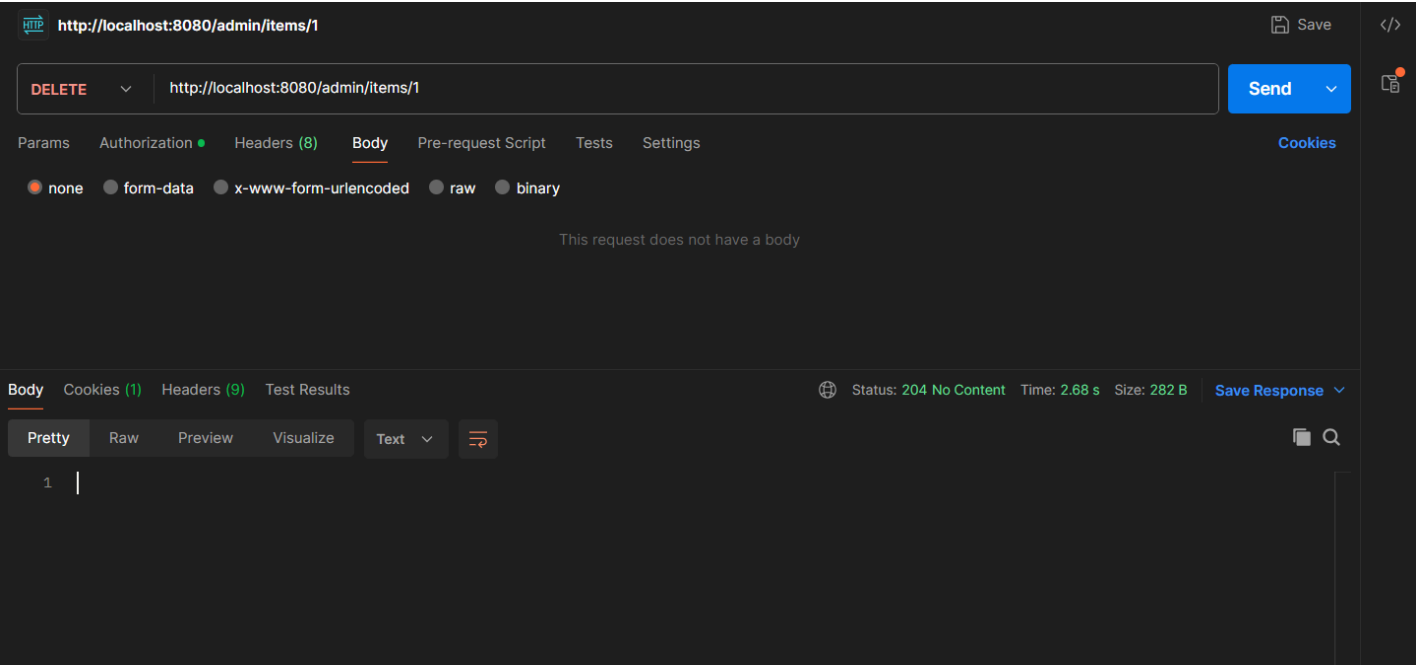 HTTP http://localhost:8080/admin/items/1 Save </>
DELETE http://localhost:8080/admin/items/1 Send
Params Authorization Headers (8) Body Pre-request Script Tests Settings Cookies
none form-data x-www-form-urlencoded raw binary
This request does not have a body
Body Cookies (1) Headers (9) Test Results Status: 204 No Content Time: 2.68 s Size: 282 B Save Response
Pretty Raw Preview Visualize Text
1